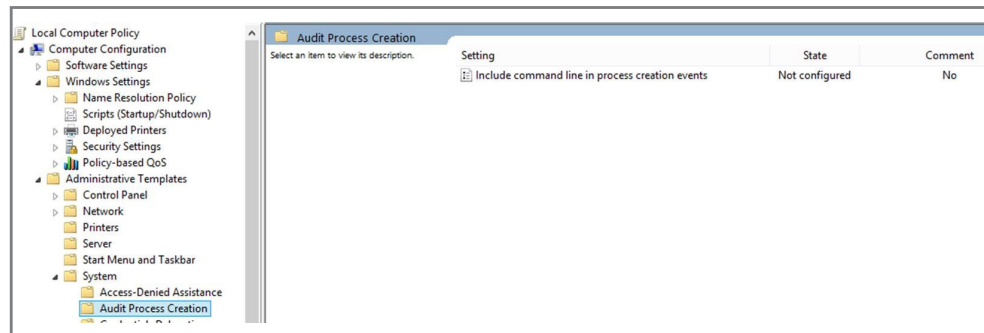 Local Computer Policy
Computer Configuration
Software Settings
Windows Settings
Name Resolution Policy
Scripts (Startup/Shutdown)
Deployed Printers
Security Settings
Policy-based QoS
Administrative Templates
Control Panel
Network
Printers
Server
Start Menu and Taskbar
System
Access-Denied Assistance
Audit Process Creation
Audit Process Creation
Select an item to view its description.
Setting State Comment
Include command line in process creation events Not configured No